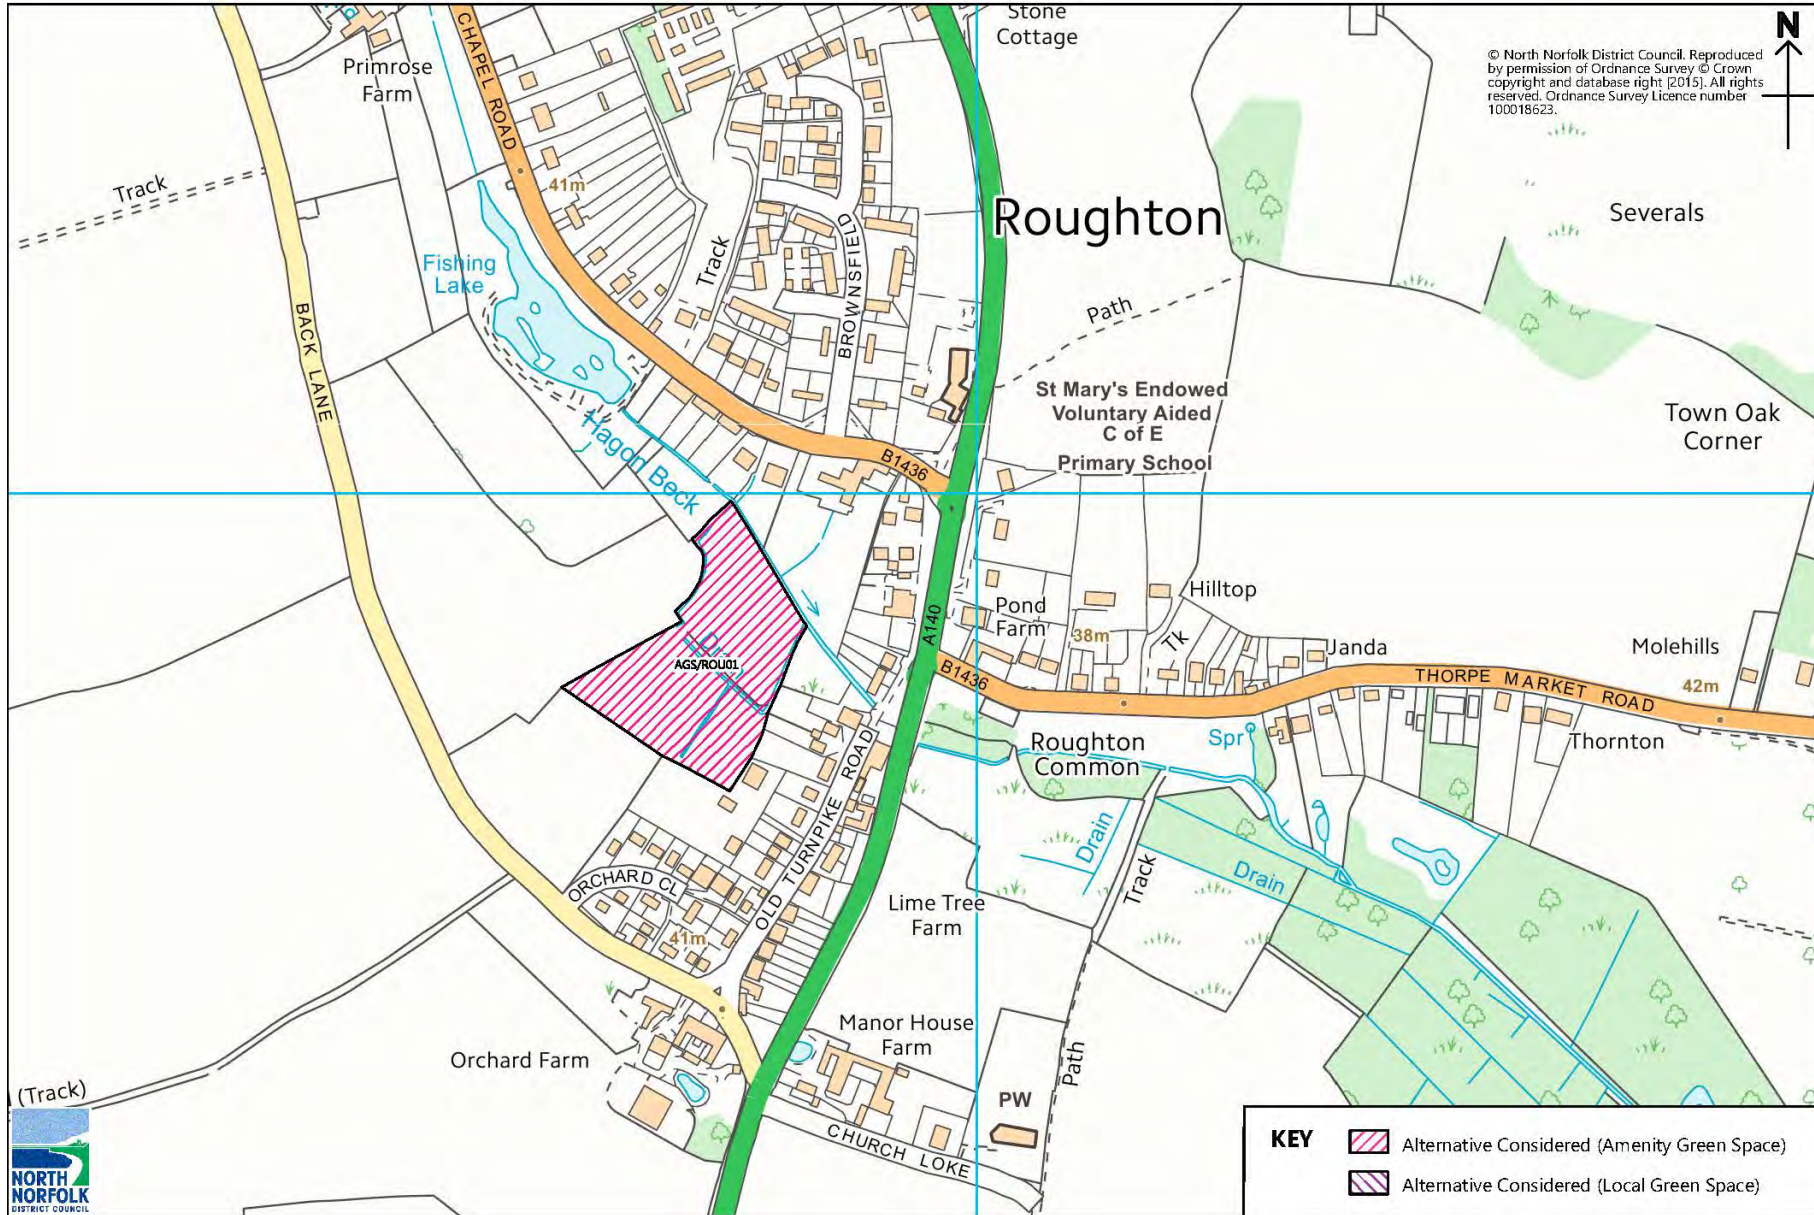 Stone
Cottage
N
© North Norfolk District Council. Reproduced
by permission of Ordnance Survey © Crown
copyright and database right [2015]. All rights
reserved. Ordnance Survey Licence number
100018623.
CHAPEL ROAD
Primrose
Farm
Track
41m
Roughton
Severals
Fishing
Lake
Track
BROWNSFIELD
Path
BACK LANE
St Mary's Endowed
Voluntary Aided
C of E
Primary School
Town Oak
Corner
Hagon Beck
B1436
Hilltop
Pond
Farm
38m
Tk
A140
Janda
Molehills
AGS/ROU01
B1436
THORPE MARKET ROAD
42m
Roughton
Common
Spr
Thornton
OLD TURNPIKE ROAD
Drain
Drain
Track
ORCHARD CL
Lime Tree
Farm
41m
Manor House
Farm
Orchard Farm
Path
(Track)
PW
CHURCH LOKE
KEY
Alternative Considered (Amenity Green Space)
Alternative Considered (Local Green Space)
NORTH
NORFOLK
DISTRICT COUNCIL